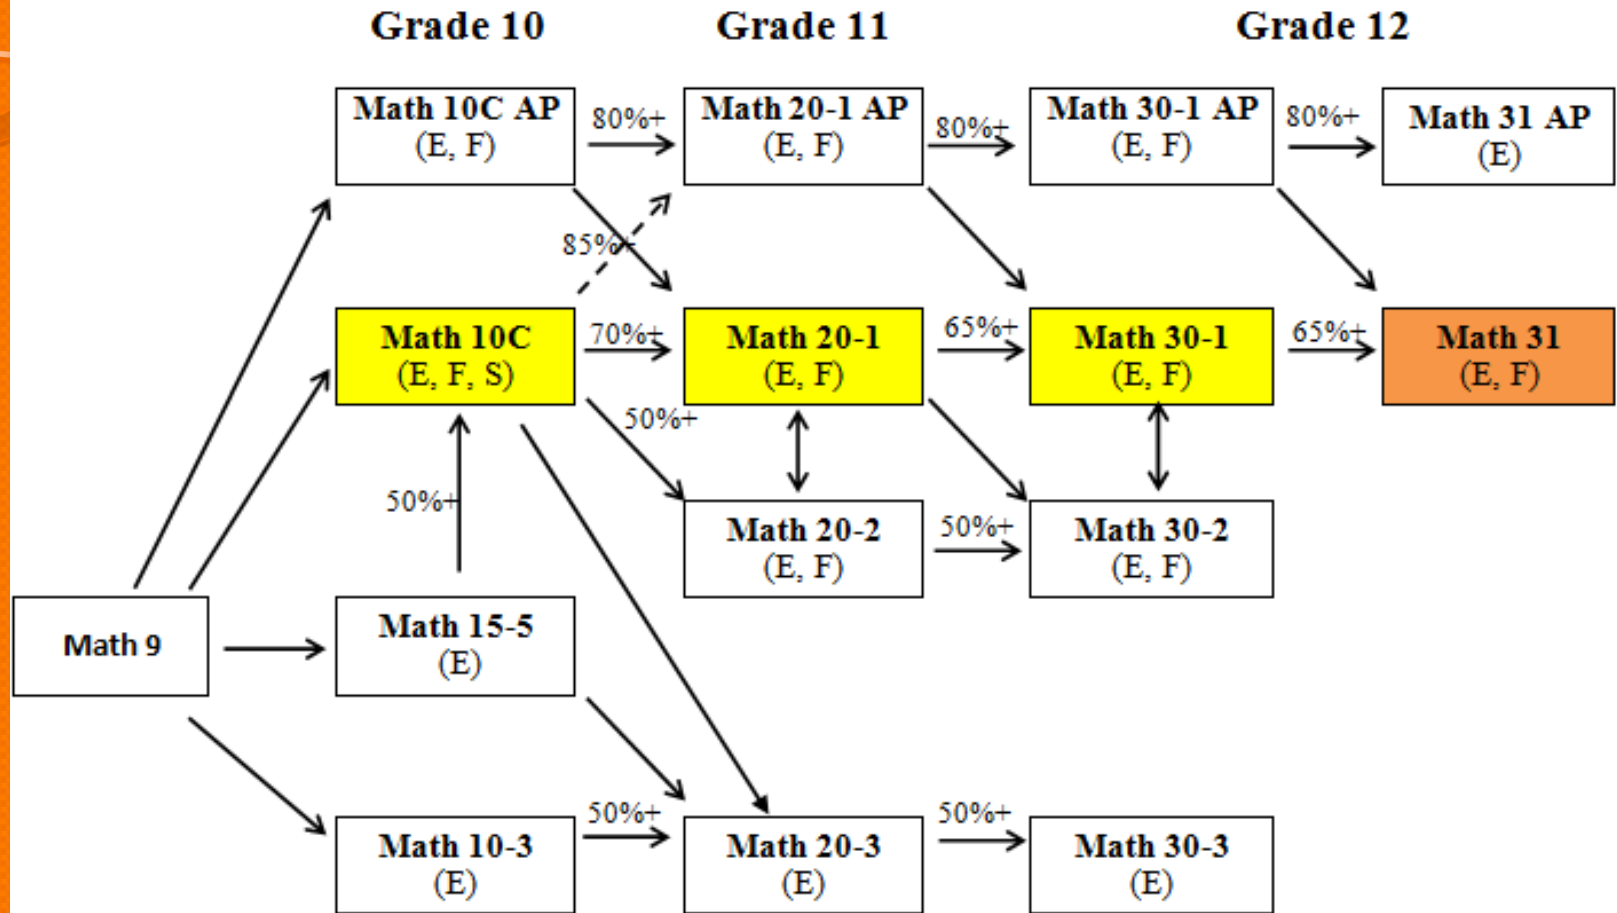 Grade 10
Grade 11
Grade 12
Math 10C AP
(E, F)
80%+
Math 20-1 AP
(E, F)
80%+
Math 30-1 AP
(E, F)
80%+
Math 31 AP
(E)
85%+
Math 10C
(E, F, S)
70%+
Math 20-1
(E, F)
65%+
Math 30-1
(E, F)
65%+
Math 31
(E, F)
50%+
50%+
Math 20-2
(E, F)
50%+
Math 30-2
(E, F)
Math 9
Math 15-5
(E)
Math 10-3
(E)
50%+
Math 20-3
(E)
50%+
Math 30-3
(E)